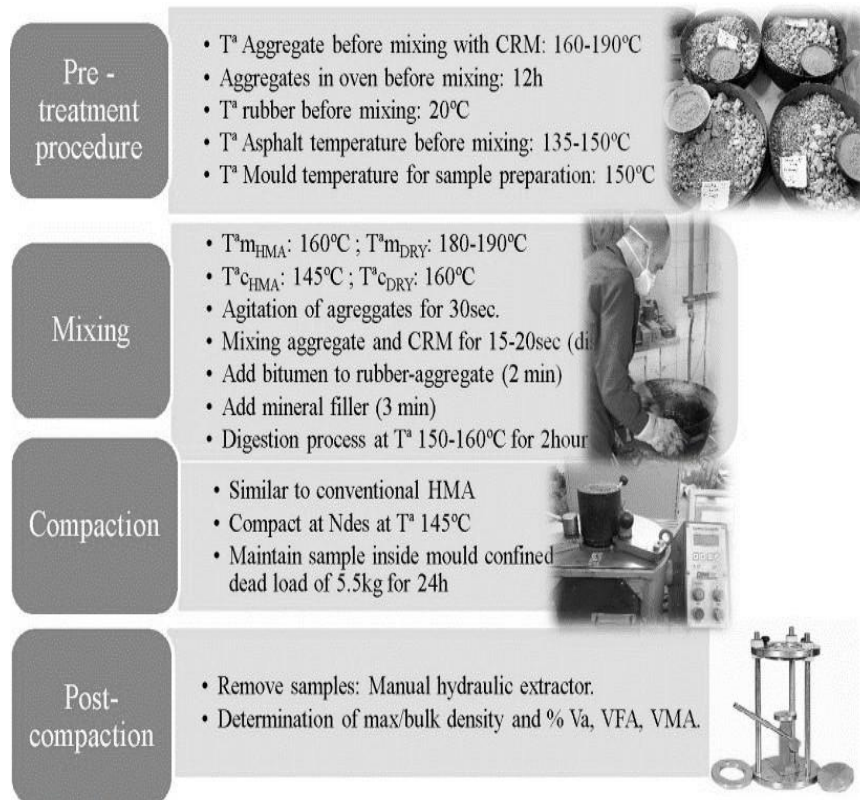 Pre -
treatment
procedure
• Tª Aggregate before mixing with CRM: 160-190ºC
• Aggregates in oven before mixing: 12h
• Tª rubber before mixing: 20ºC
• Tª Asphalt temperature before mixing: 135-150ºC
• Tª Mould temperature for sample preparation: 150ºC
Mixing
• TªmHMA: 160ºC ; TªmDRY: 180-190ºC
• TªcHMA: 145ºC ; TªcDRY: 160ºC
• Agitation of agreggates for 30sec.
• Mixing aggregate and CRM for 15-20sec
• Add bitumen to rubber-aggregate (2 min)
• Add mineral filler (3 min)
• Digestion process at Tª 150-160ºC for 2hour
Compaction
• Similar to conventional HMA
• Compact at Ndes at Tª 145ºC
• Maintain sample inside mould confined
dead load of 5.5kg for 24h
Post-
compaction
• Remove samples: Manual hydraulic extractor.
• Determination of max/bulk density and % Va, VFA, VMA.